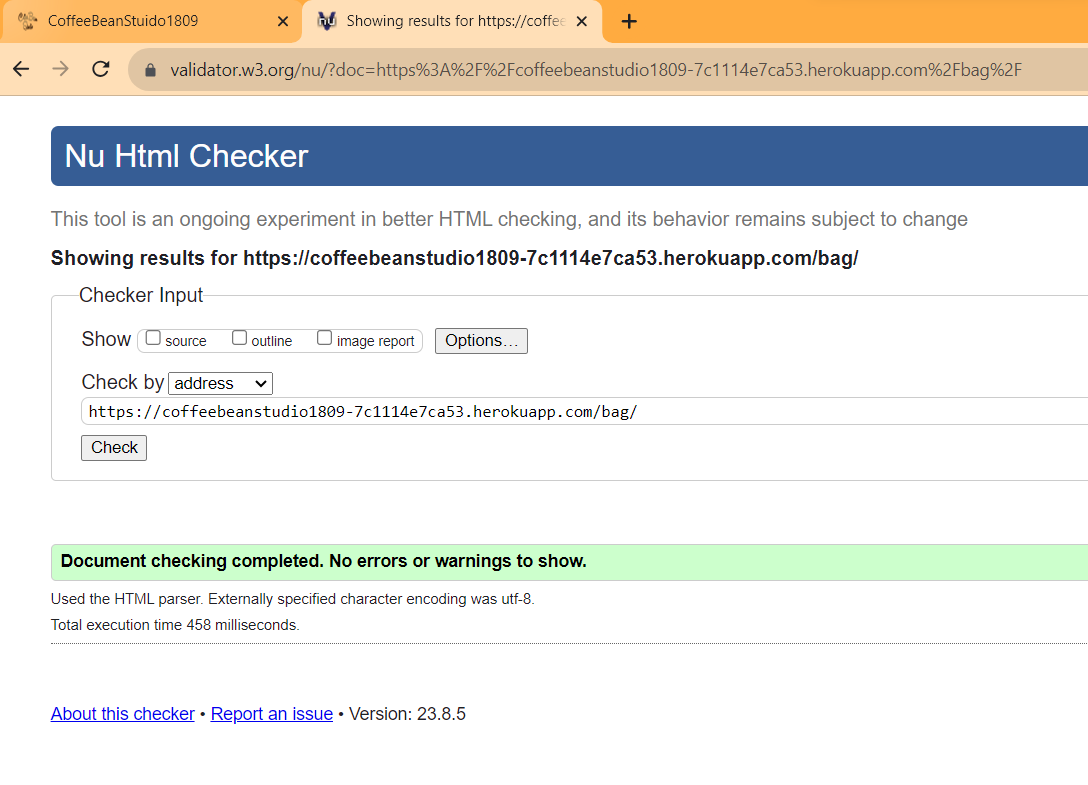 CoffeeBeanStuido1809
Showing results for https://coffee
validator.w3.org/nu/?doc=https%3A%2F%2Fcoffeebeanstudio1809-7c1114e7ca53.herokuapp.com%2Fbag%2F
Nu Html Checker
This tool is an ongoing experiment in better HTML checking, and its behavior remains subject to change
Showing results for https://coffeebeanstudio1809-7c1114e7ca53.herokuapp.com/bag/
Checker Input
Show source outline image report Options…
Check by address
https://coffeebeanstudio1809-7c1114e7ca53.herokuapp.com/bag/
Check
Document checking completed. No errors or warnings to show.
Used the HTML parser. Externally specified character encoding was utf-8.
Total execution time 458 milliseconds.
About this checker • Report an issue • Version: 23.8.5